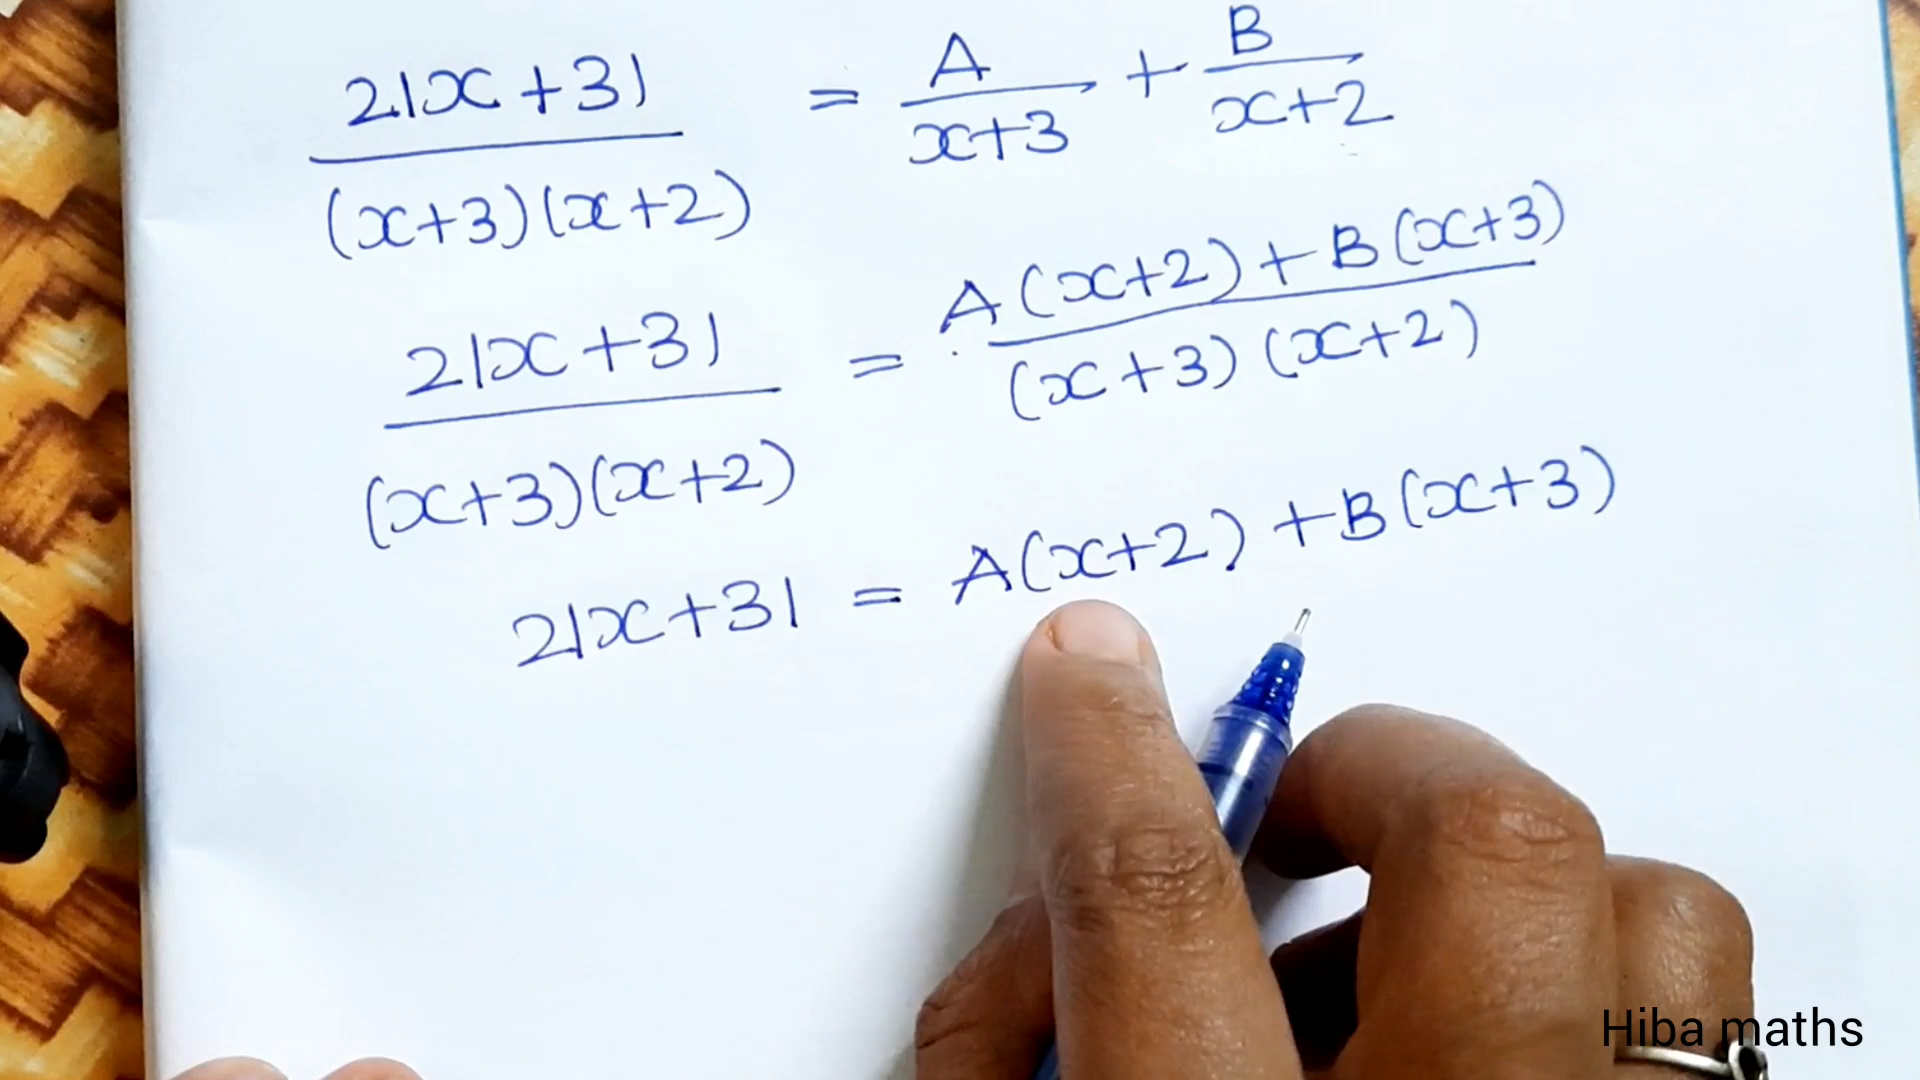 21x+31 / (x+3)(x+2) = A/x+3 + B/x+2
21x+31 / (x+3)(x+2) = A(x+2)+B(x+3) / (x+3)(x+2)
21x+31 = A(x+2)+B(x+3)
Hiba maths